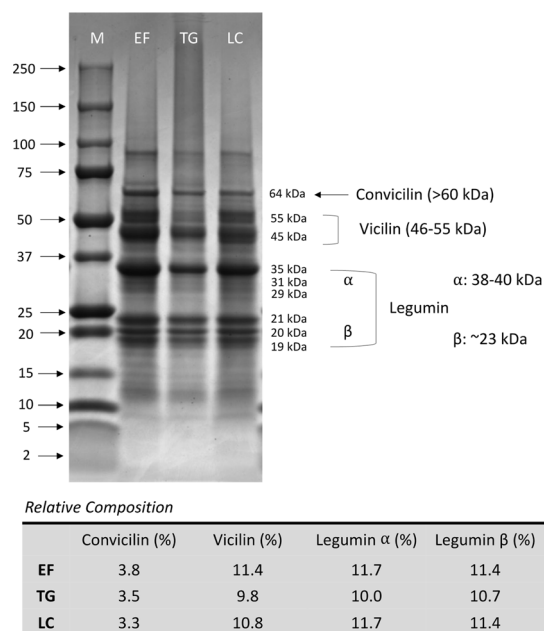 M EF TG LC
250
150
100
75
50
37
25
20
15
10
5
2
64 kDa
55 kDa
45 kDa
35 kDa
31 kDa
29 kDa
21 kDa
20 kDa
19 kDa
Convicilin (>60 kDa)
Vicilin (46-55 kDa)
α
β
Legumin
α: 38-40 kDa
β: ~23 kDa
Relative Composition
Convicilin (%) Vicilin (%) Legumin α (%) Legumin β (%)
EF 3.8 11.4 11.7 11.4
TG 3.5 9.8 10.0 10.7
LC 3.3 10.8 11.7 11.4